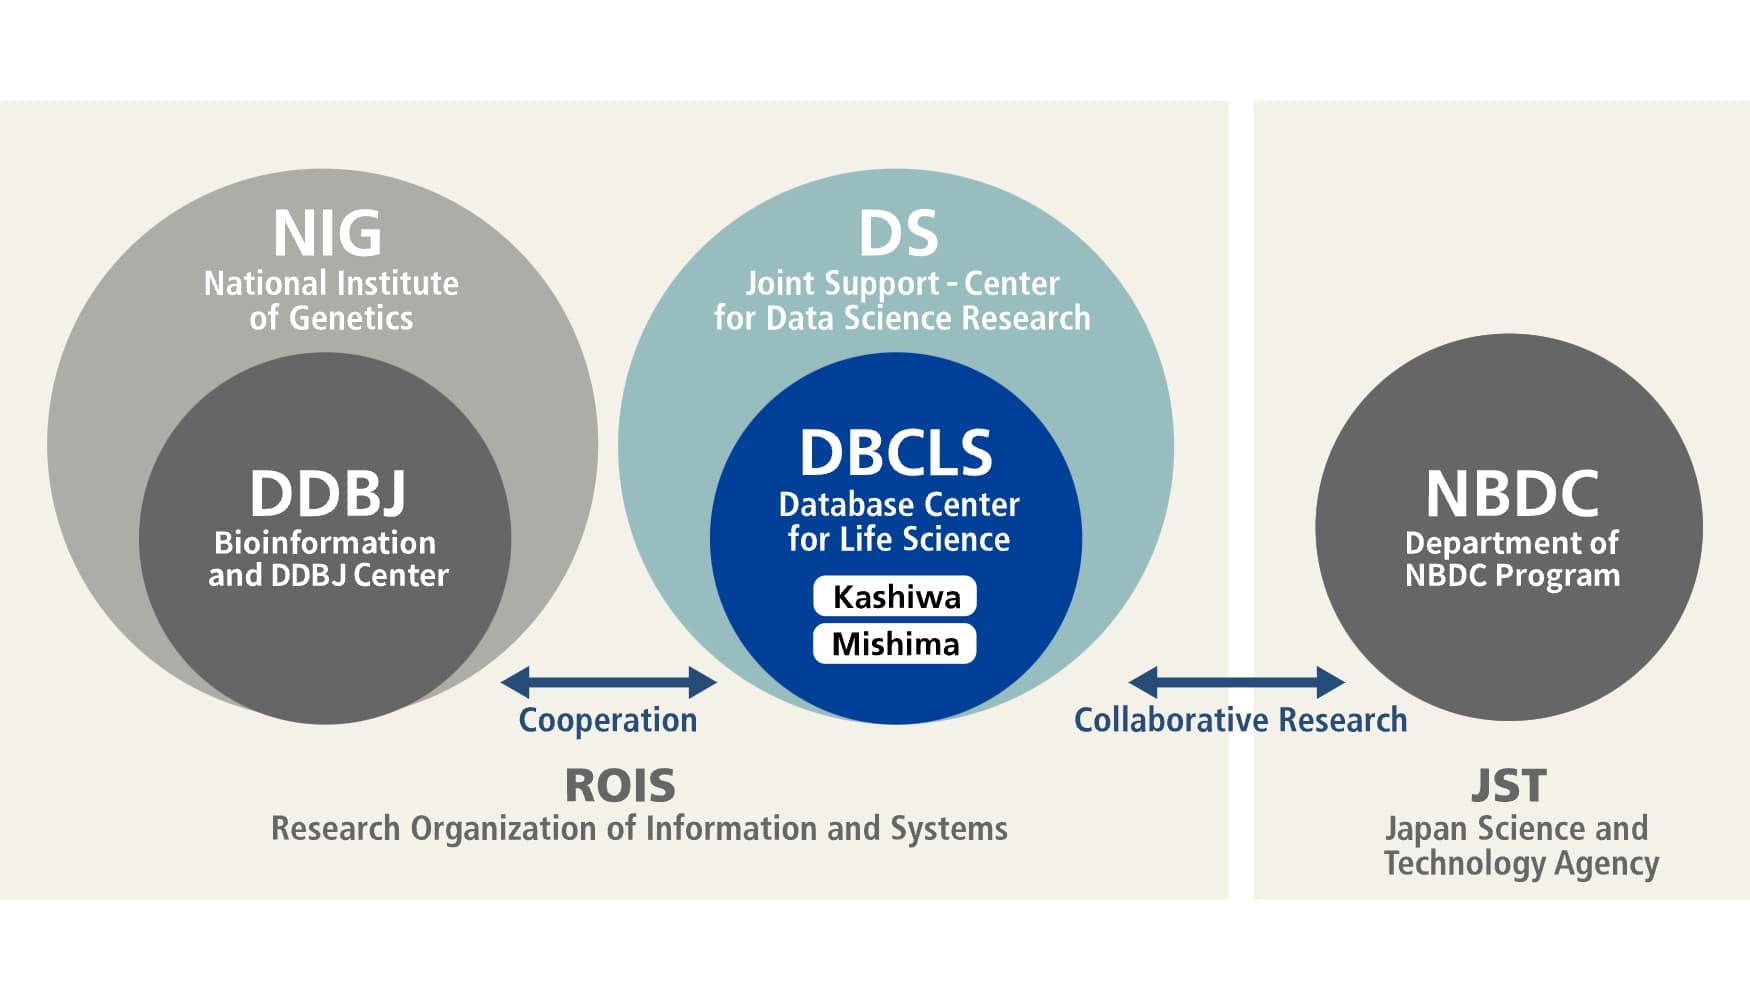 NIG
National Institute
of Genetics
DDBJ
Bioinformation
and DDBJ Center
DS
Joint Support - Center
for Data Science Research
DBCLS
Database Center
for Life Science
Kashiwa
Mishima
NBDC
Department of
NBDC Program
Cooperation
Collaborative Research
ROIS
Research Organization of Information and Systems
JST
Japan Science and
Technology Agency